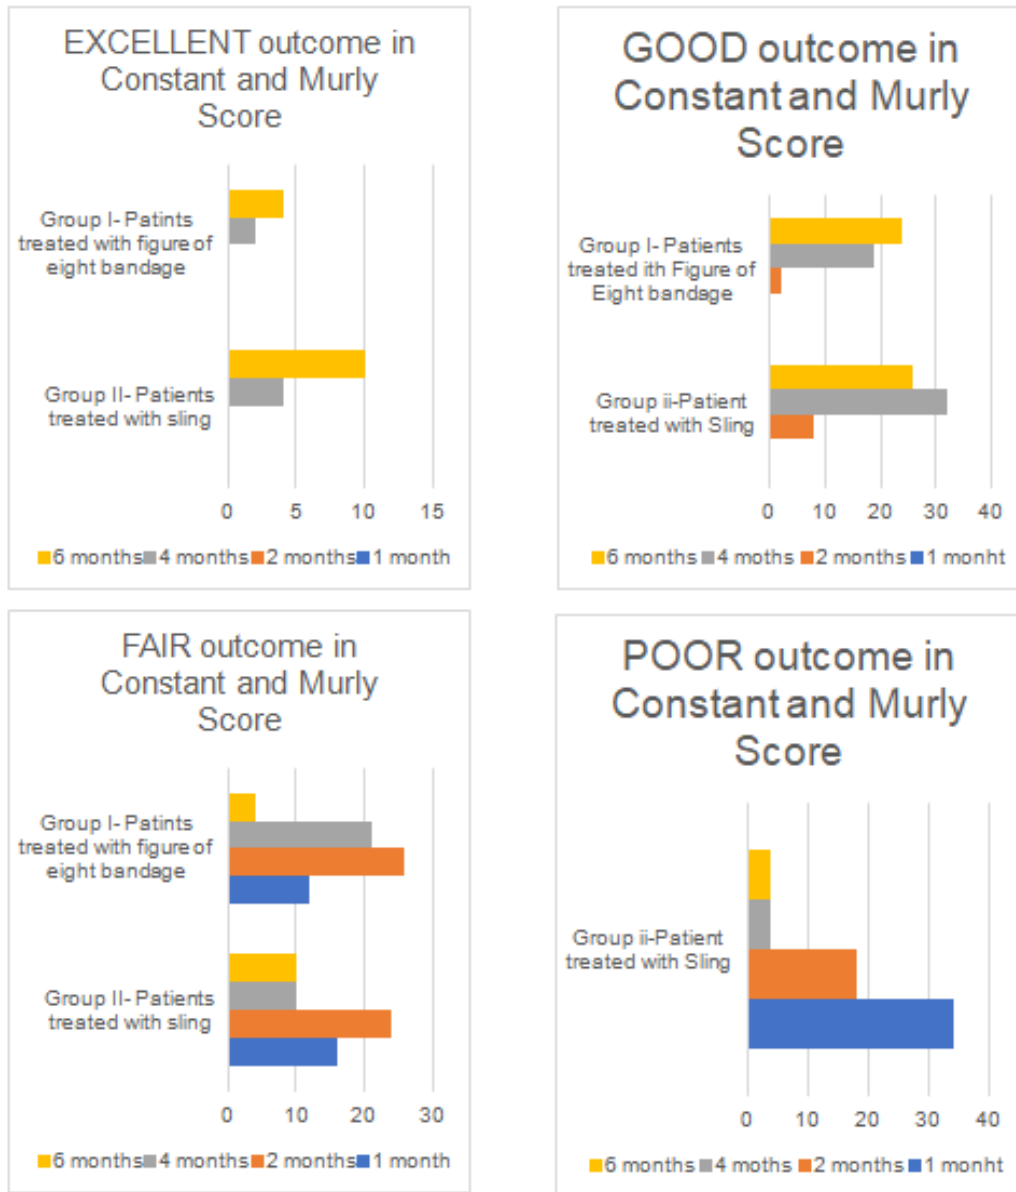 EXCELLENT outcome in
Constant and Murly
Score
Group I- Patints
treated with figure of
eight bandage
Group II- Patients
treated with sling
0 5 10 15
6 months 4 months 2 months 1 month
GOOD outcome in
Constant and Murly
Score
Group I- Patients
treated ith Figure of
Eight bandage
Group ii-Patient
treated with Sling
0 10 20 30 40
6 months 4 moths 2 months 1 monht
FAIR outcome in
Constant and Murly
Score
Group I- Patints
treated with figure of
eight bandage
Group II- Patients
treated with sling
0 10 20 30
6 months 4 months 2 months 1 month
POOR outcome in
Constant and Murly
Score
Group ii-Patient
treated with Sling
0 10 20 30 40
6 months 4 moths 2 months 1 monht